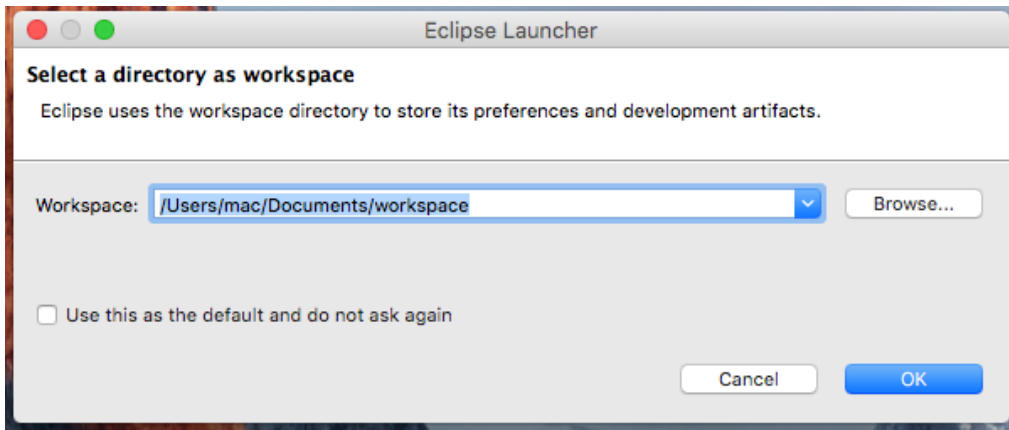 Eclipse Launcher
Select a directory as workspace
Eclipse uses the workspace directory to store its preferences and development artifacts.
Workspace: /Users/mac/Documents/workspace Browse...
Use this as the default and do not ask again
Cancel OK